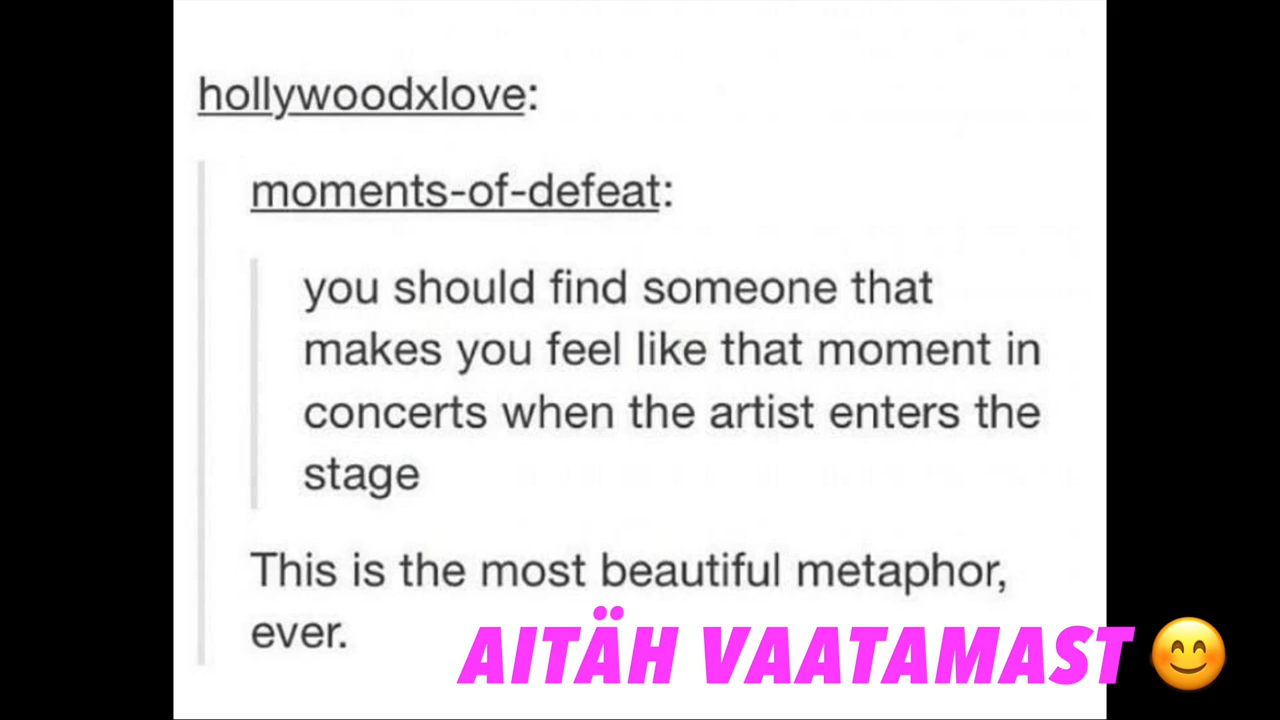 hollywoodxlove:
moments-of-defeat:
you should find someone that
makes you feel like that moment in
concerts when the artist enters the
stage
This is the most beautiful metaphor,
ever.
AITÄH VAATAMAST 😊